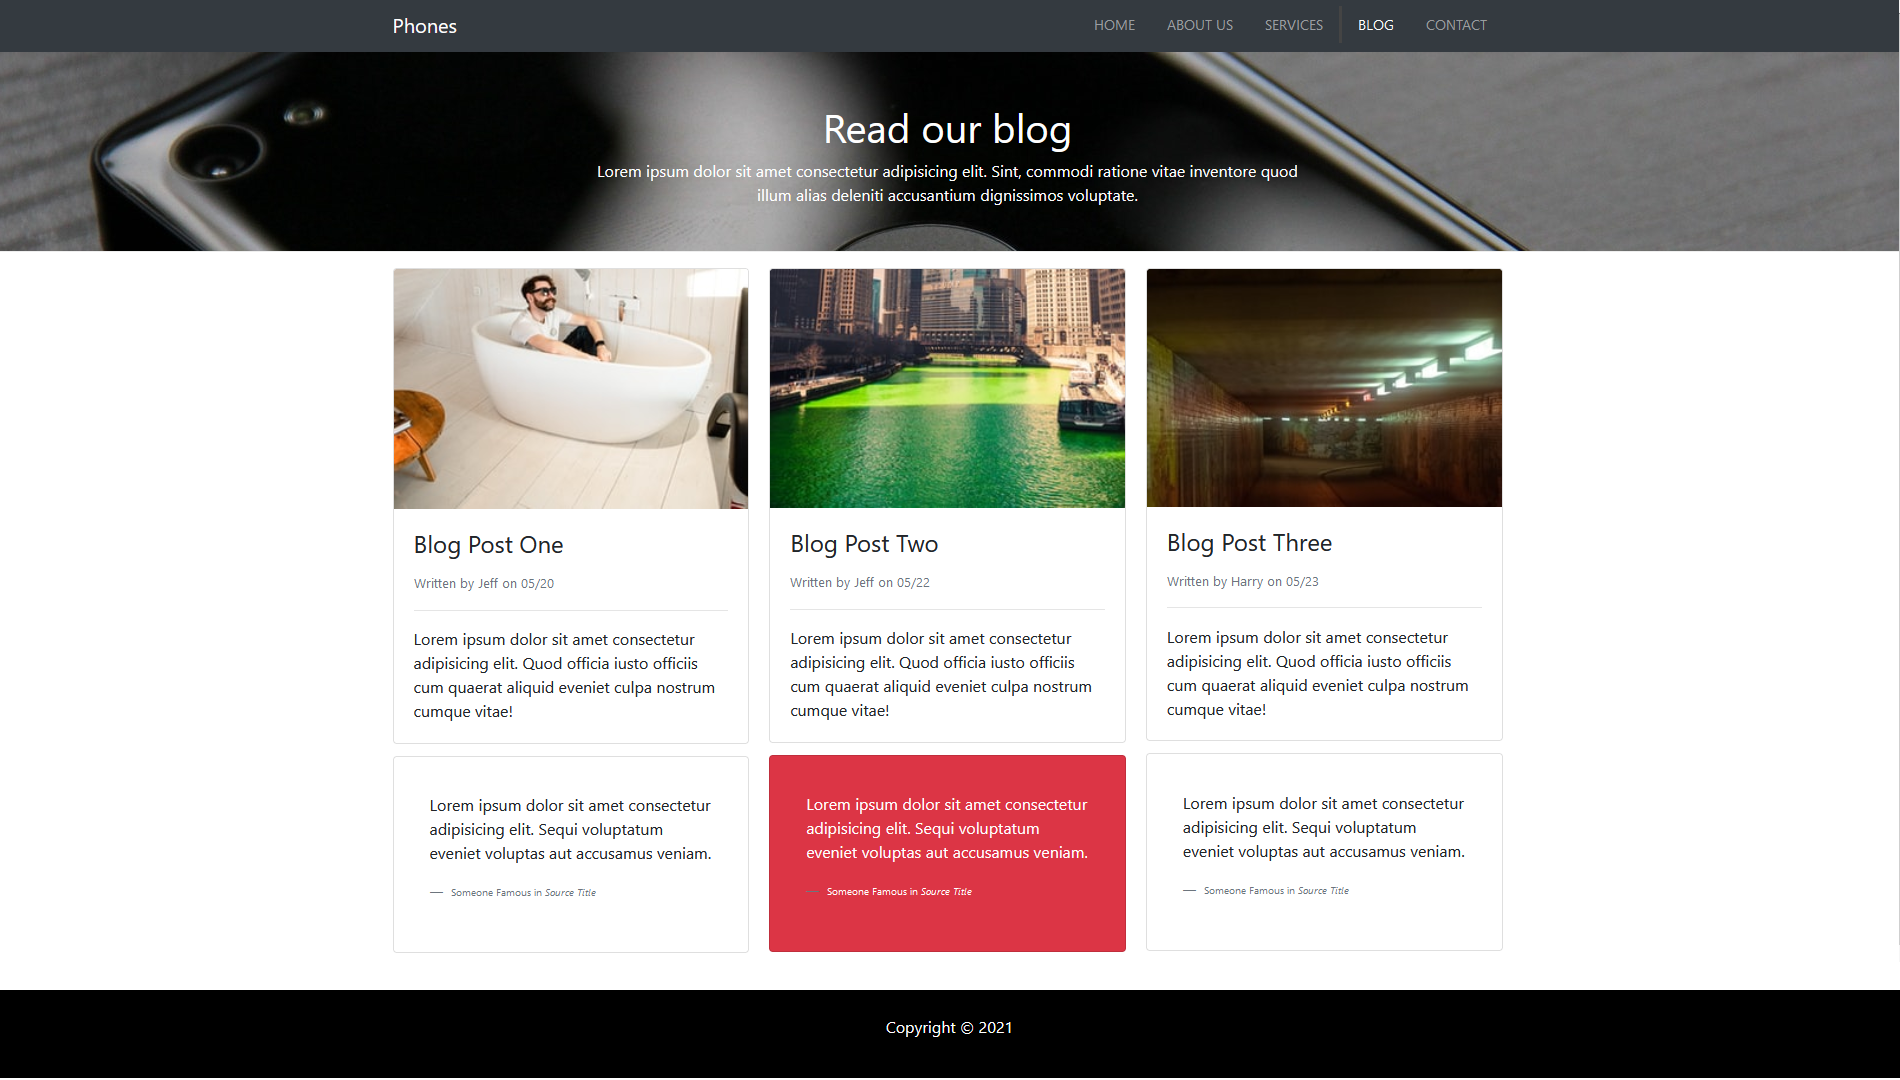 Phones
HOME
ABOUT US
SERVICES
BLOG
CONTACT
Read our blog
Lorem ipsum dolor sit amet consectetur adipisicing elit. Sint, commodi ratione vitae inventore quod
illum alias deleniti accusantium dignissimos voluptate.
Blog Post One
Written by Jeff on 05/20
Lorem ipsum dolor sit amet consectetur
adipisicing elit. Quod officia iusto officiis
cum quaerat aliquid eveniet culpa nostrum
cumque vitae!
Blog Post Two
Written by Jeff on 05/22
Lorem ipsum dolor sit amet consectetur
adipisicing elit. Quod officia iusto officiis
cum quaerat aliquid eveniet culpa nostrum
cumque vitae!
Blog Post Three
Written by Harry on 05/23
Lorem ipsum dolor sit amet consectetur
adipisicing elit. Quod officia iusto officiis
cum quaerat aliquid eveniet culpa nostrum
cumque vitae!
Lorem ipsum dolor sit amet consectetur
adipisicing elit. Sequi voluptatum
eveniet voluptas aut accusamus veniam.
— Someone Famous in Source Title
Lorem ipsum dolor sit amet consectetur
adipisicing elit. Sequi voluptatum
eveniet voluptas aut accusamus veniam.
— Someone Famous in Source Title
Lorem ipsum dolor sit amet consectetur
adipisicing elit. Sequi voluptatum
eveniet voluptas aut accusamus veniam.
— Someone Famous in Source Title
Copyright © 2021